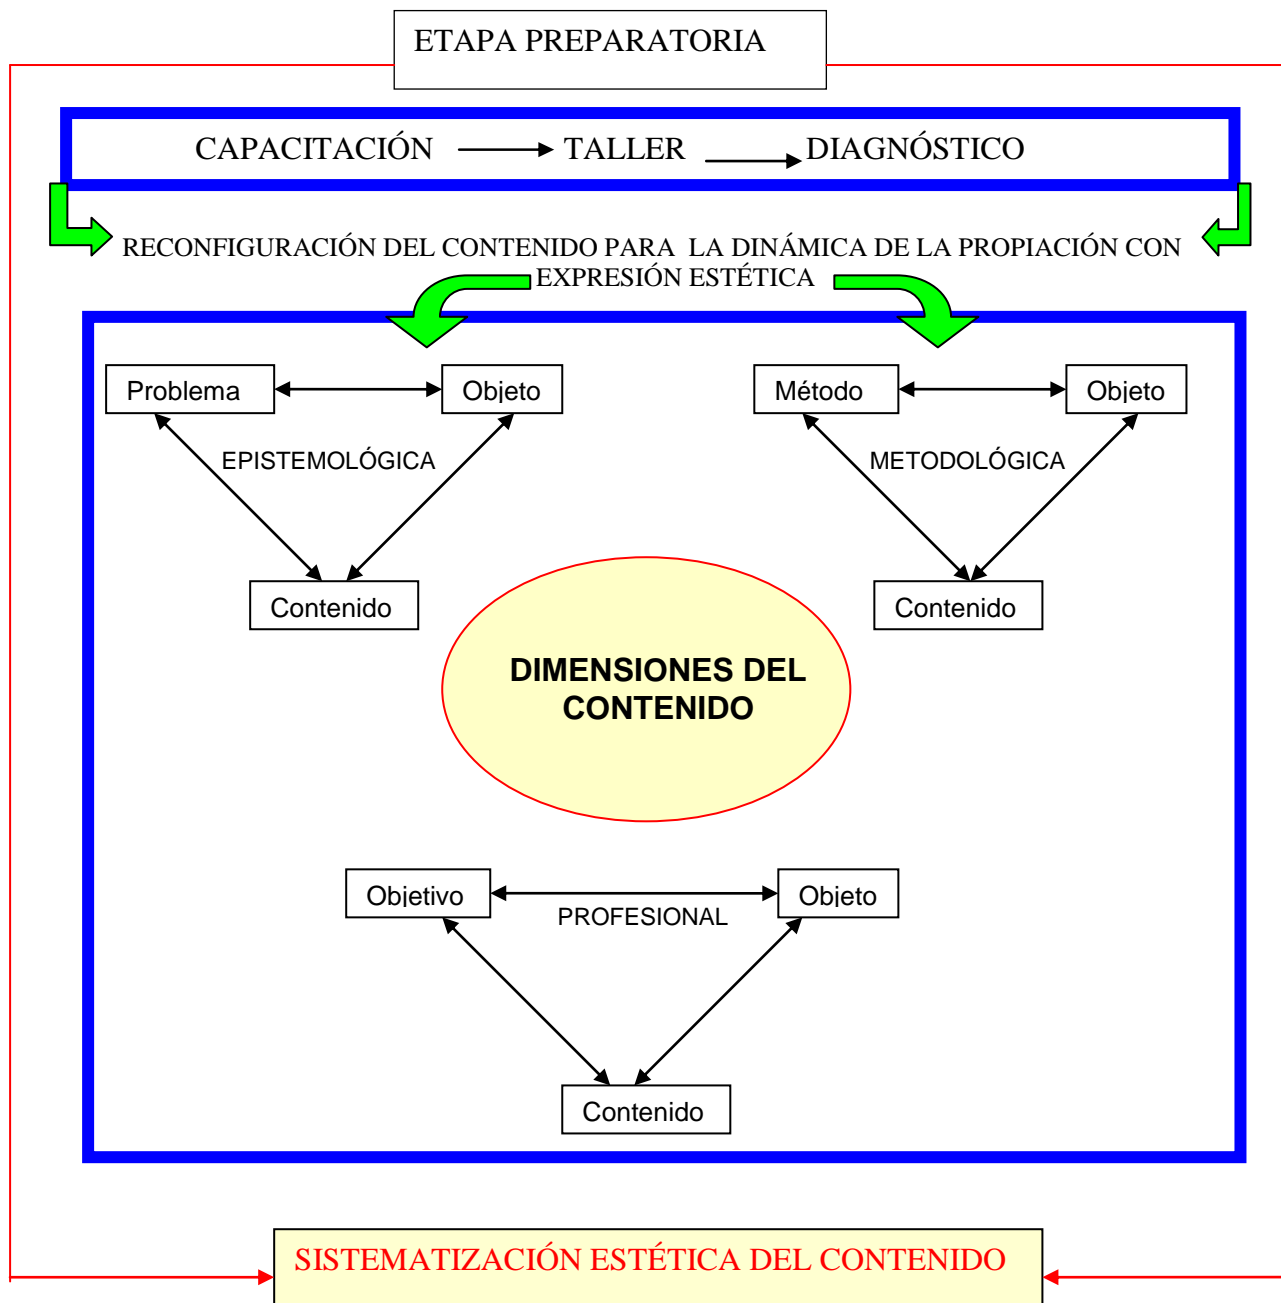 ETAPA PREPARATORIA
CAPACITACIÓN TALLER DIAGNÓSTICO
RECONFIGURACIÓN DEL CONTENIDO PARA LA DINÁMICA DE LA PROPIACIÓN CON
EXPRESIÓN ESTÉTICA
Problema Objeto Método Objeto
EPISTEMOLÓGICA METODOLÓGICA
Contenido Contenido
DIMENSIONES DEL
CONTENIDO
Objetivo Objeto
PROFESIONAL
Contenido
SISTEMATIZACIÓN ESTÉTICA DEL CONTENIDO